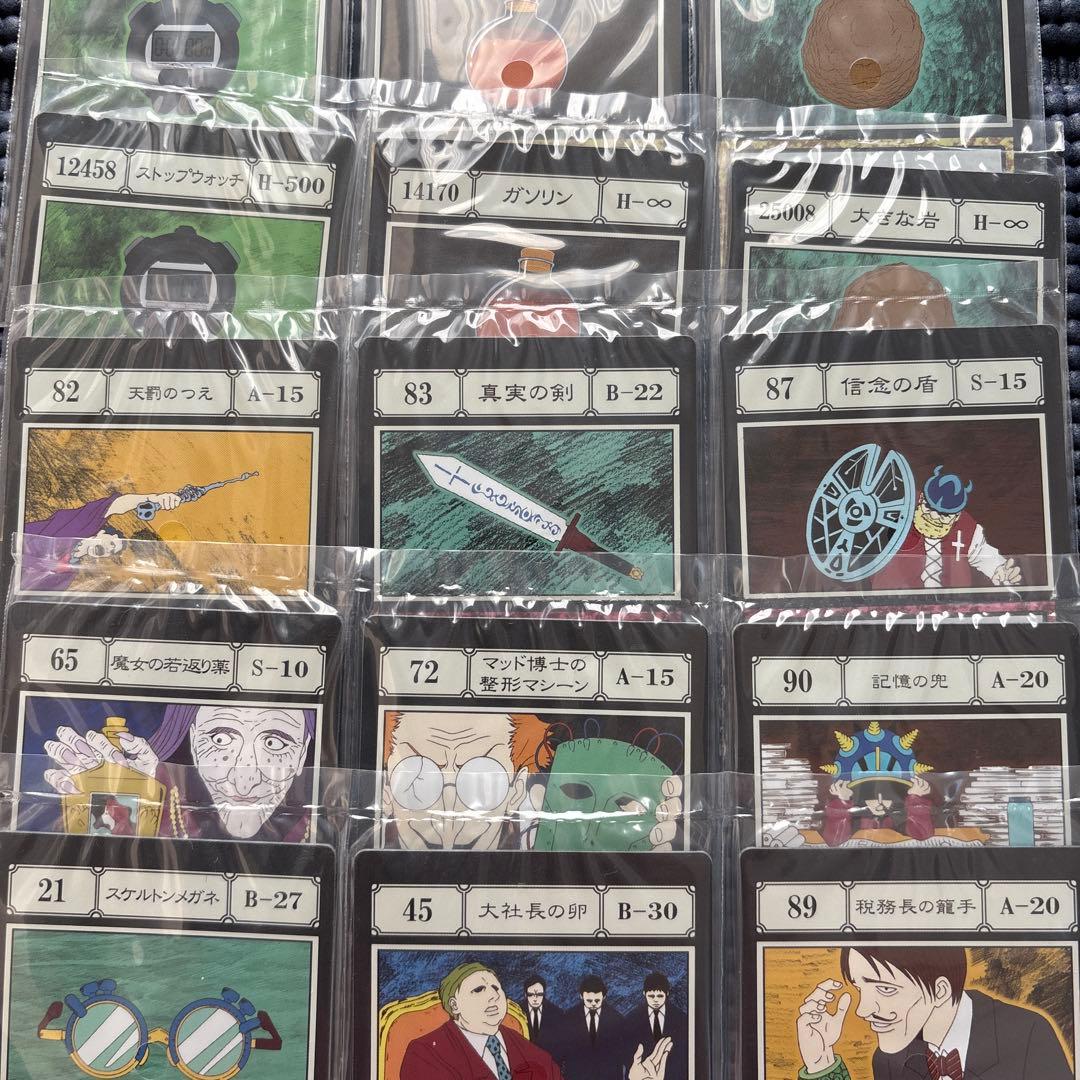 12458 ストップウォッチ H-500
14170 ガソリン H-∞
25008 大きな岩 H-∞
82 天罰のつえ A-15
83 真実の剣 B-22
87 信念の盾 S-15
65 魔女の若返り薬 S-10
72 マッド博士の
整形マシーン A-15
90 記憶の兜 A-20
21 スケルトンメガネ B-27
45 大社長の卵 B-30
89 税務長の籠手 A-20